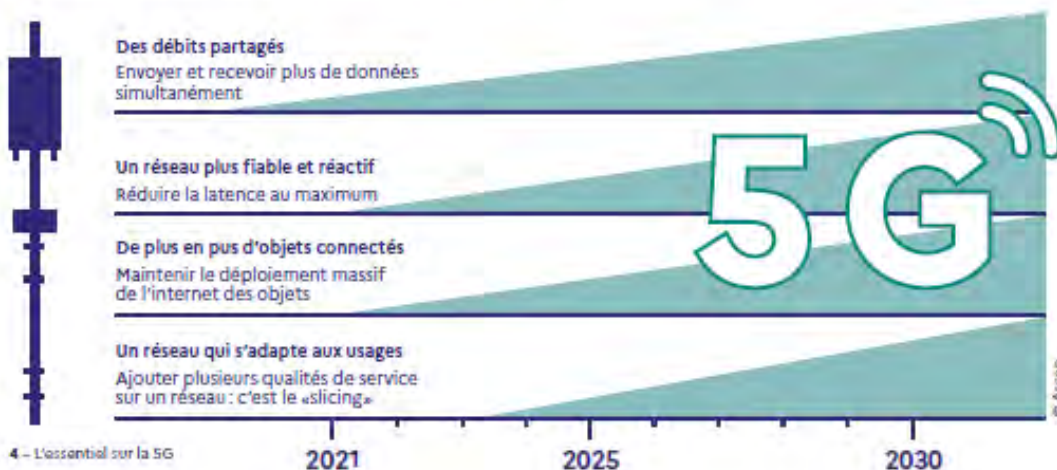 Des débits partagés
Envoyer et recevoir plus de données
simultanément
Un réseau plus fiable et réactif
Réduire la latence au maximum
De plus en pus d'objets connectés
Maintenir le déploiement massif
de l'internet des objets
Un réseau qui s'adapte aux usages
Ajouter plusieurs qualités de service
sur un réseau : c'est le «slicing»
5G
4 – L'essentiel sur la 5G
2021 2025 2030